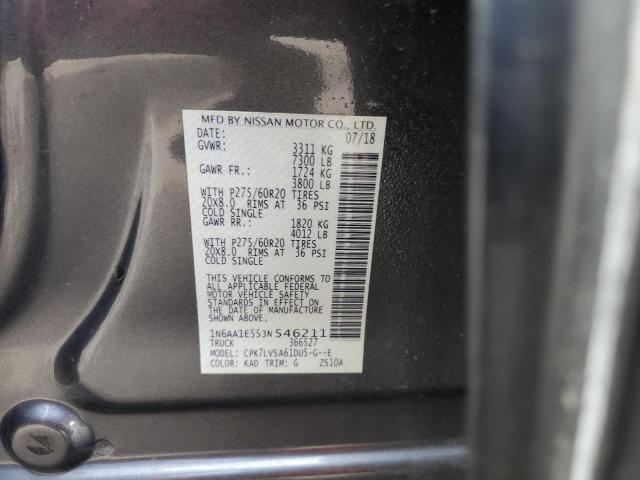 MFD BY NISSAN MOTOR CO., LTD.
DATE: 07/18
GVWR: 3311 KG
7300 LB
GAWR FR.: 1724 KG
3800 LB
WITH P275/60R20 TIRES
20X8.0 RIMS AT 36 PSI
COLD SINGLE
GAWR RR.: 1820 KG
4012 LB
WITH P275/60R20 TIRES
20X8.0 RIMS AT 36 PSI
COLD SINGLE
THIS VEHICLE CONFORMS TO
ALL APPLICABLE FEDERAL
MOTOR VEHICLE SAFETY
STANDARDS IN EFFECT ON THE
DATE OF MANUFACTURE SHOWN
ABOVE.
1N6AA1E55JN546211
TRUCK 366527
MODEL: CPK7LVSA61DU5-G--E
COLOR: KAD TRIM: G ZS10A